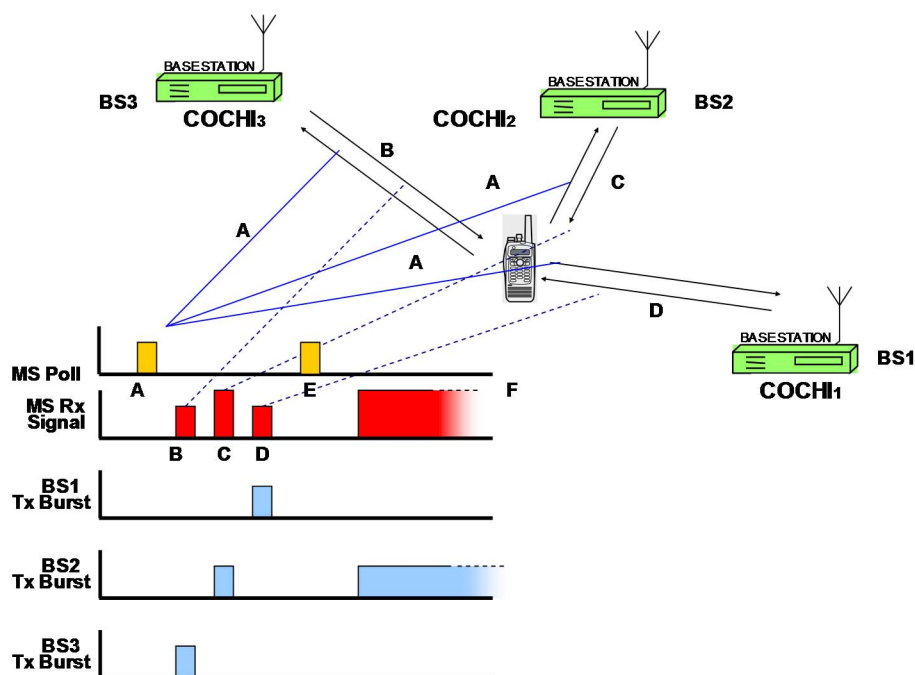 BASESTATION
BS3
COCHI3
BASESTATION
COCHI2
BS2
B
A
C
A
A
D
BASESTATION
BS1
COCHI1
MS Poll
A
E
MS Rx
Signal
F
B
C
D
BS1
Tx Burst
BS2
Tx Burst
BS3
Tx Burst